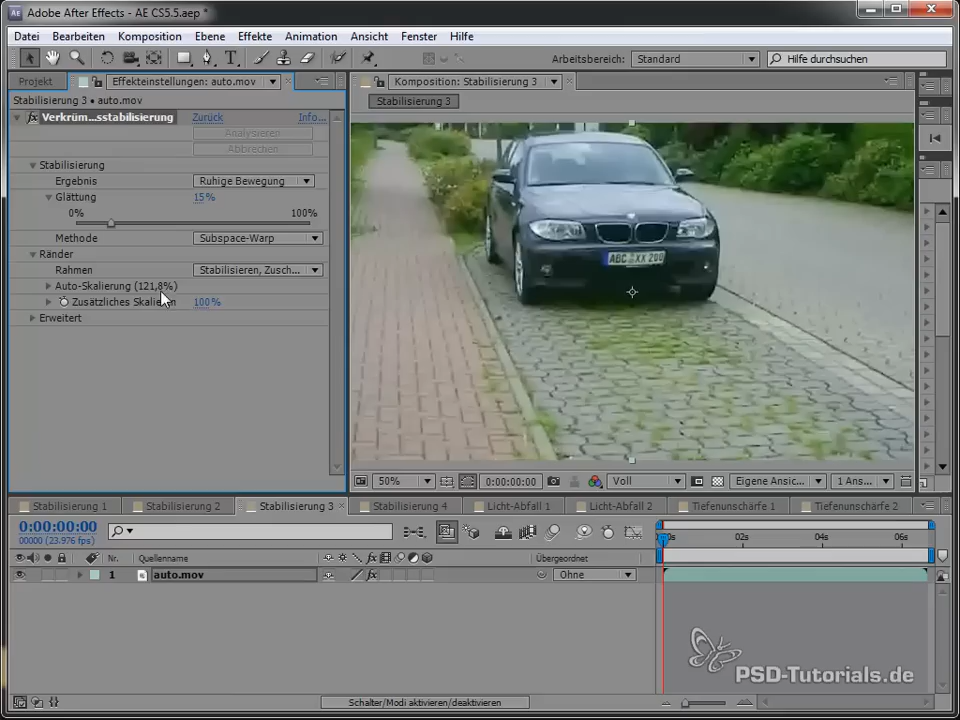 Adobe After Effects - AE CS5.5.aep *
Datei Bearbeiten Komposition Ebene Effekte Animation Ansicht Fenster Hilfe
Arbeitsbereich: Standard Hilfe durchsuchen
Projekt Effekteinstellungen: auto.mov Komposition: Stabilisierung 3
Stabilisierung 3 • auto.mov Stabilisierung 3
fx Verkrüm...sstabilisierung Zurück Info...
Analysieren
Abbrechen
Stabilisierung
Ergebnis Ruhige Bewegung
Glättung 15%
0% 100%
Methode Subspace-Warp
Ränder
Rahmen Stabilisieren, Zusch...
Auto-Skalierung (121,8%)
Zusätzliches Skalieren 100%
Erweitert
ABC XK 200
50% 0:00:00:00 Voll Eigene Ansic... 1 Ans...
Stabilisierung 1 Stabilisierung 2 Stabilisierung 3 Stabilisierung 4 Licht-Abfall 1 Licht-Abfall 2 Tiefenunschärfe 1 Tiefenunschärfe 2
0:00:00:00
00000 (23.976 fps)
02s 04s 06s
Nr. Quellenname Übergeordnet
1 auto.mov Ohne
PSD-Tutorials.de
Schalter/Modi aktivieren/deaktivieren